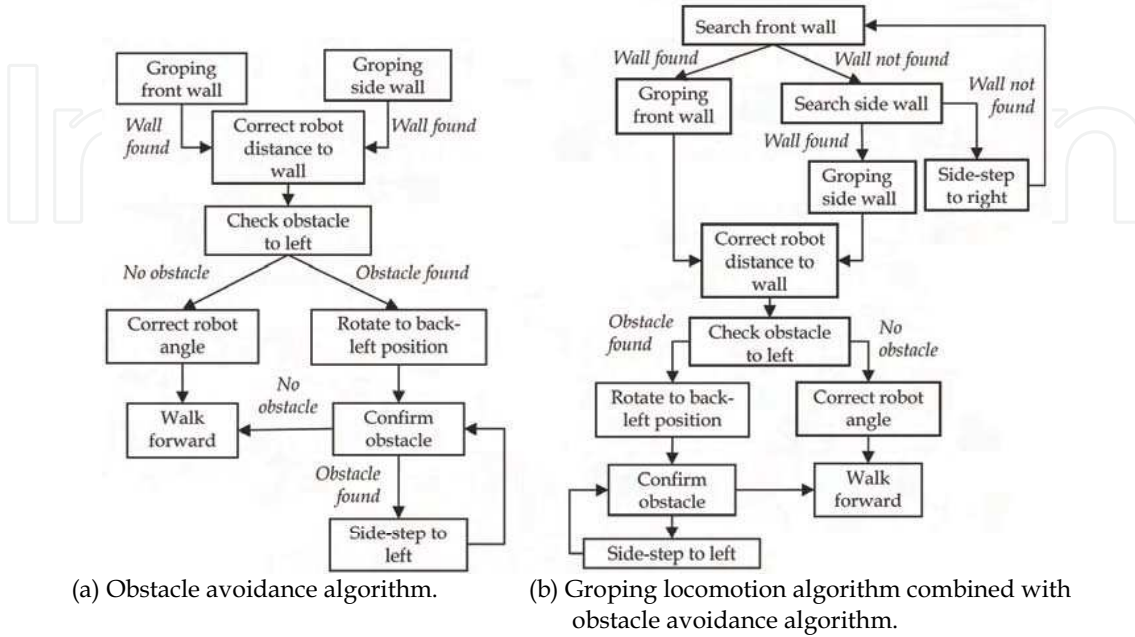 Groping
front wall
Groping
side wall
Wall
found
Wall found
Correct robot
distance to
wall
Check obstacle
to left
No obstacle
Obstacle found
Correct robot
angle
Rotate to back-
left position
No
obstacle
Walk
forward
Confirm
obstacle
Obstacle
found
Side-step to
left
(a) Obstacle avoidance algorithm.
Search front wall
Wall found
Wall not found
Groping
front wall
Search side wall
Wall not
found
Wall found
Groping
side wall
Side-step
to right
Correct robot
distance to
wall
Obstacle
found
Check obstacle
to left
No
obstacle
Rotate to back-
left position
Correct robot
angle
Confirm
obstacle
Walk
forward
Side-step to left
(b) Groping locomotion algorithm combined with
obstacle avoidance algorithm.